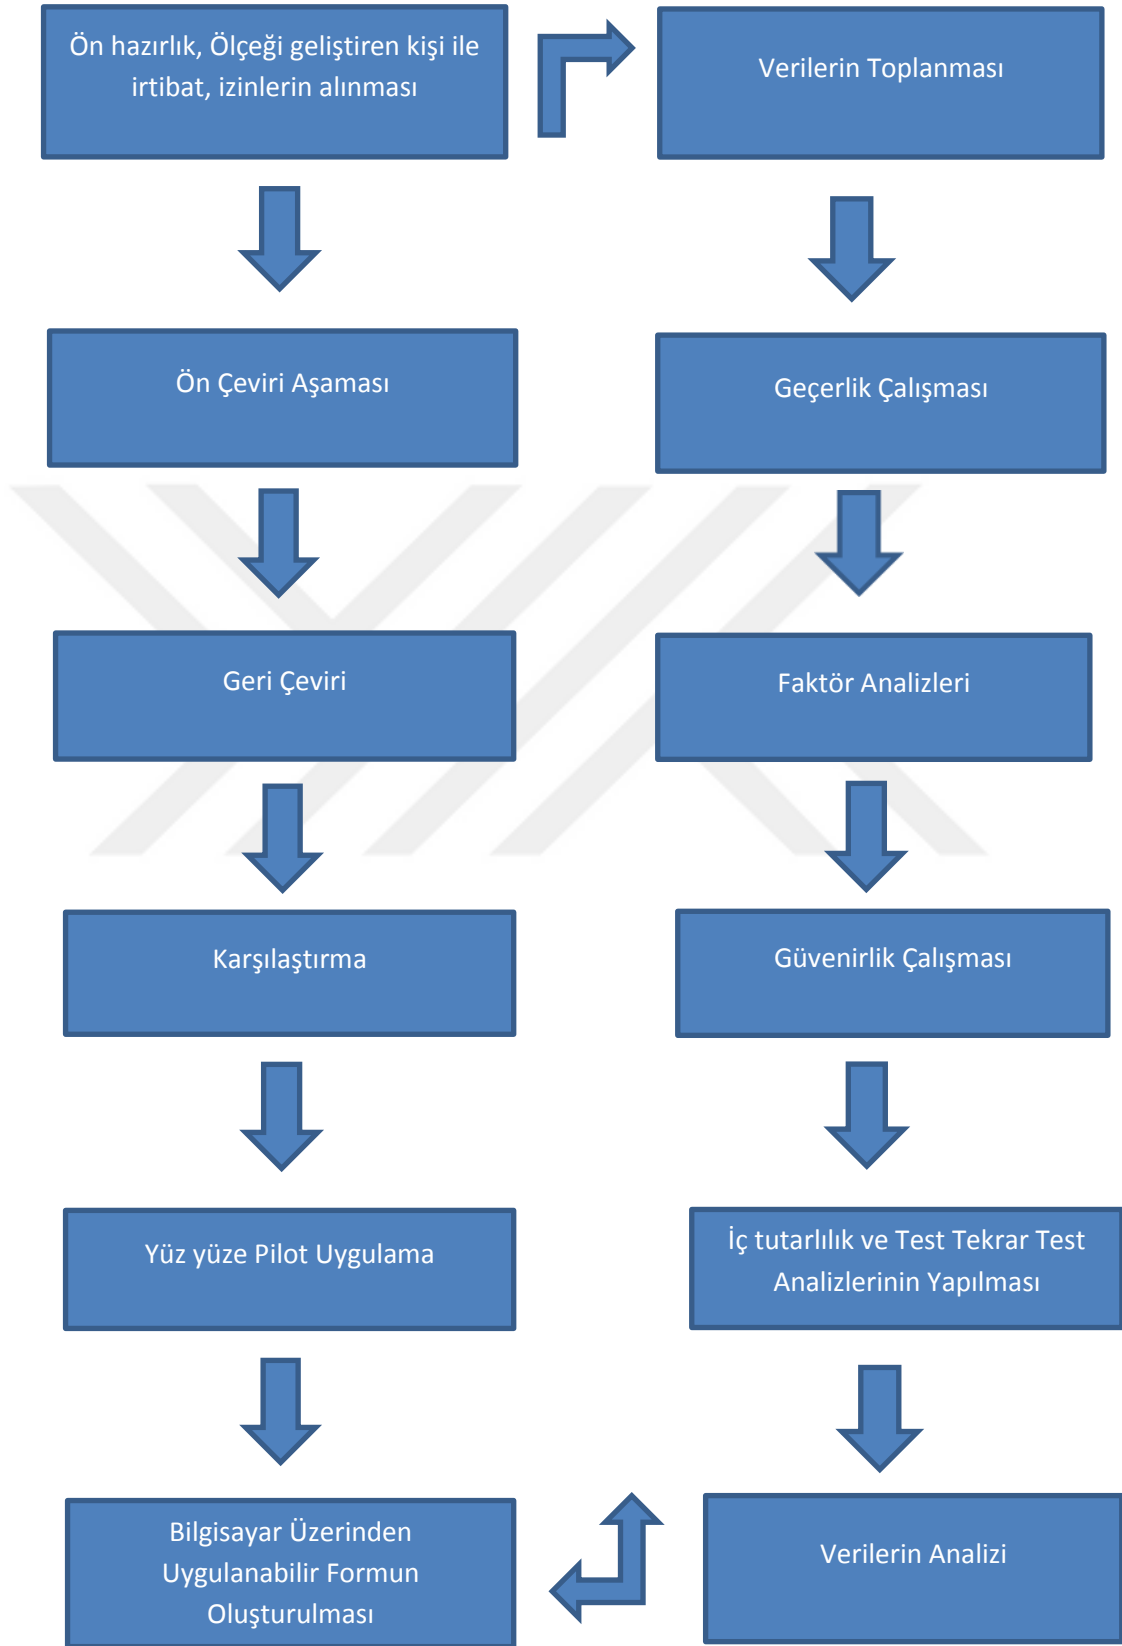 Ön hazırlık, Ölçeği geliştiren kişi ile
irtibat, izinlerin alınması
Ön Çeviri Aşaması
Geri Çeviri
Karşılaştırma
Yüz yüze Pilot Uygulama
Bilgisayar Üzerinden
Uygulanabilir Formun
Oluşturulması
Verilerin Toplanması
Geçerlik Çalışması
Faktör Analizleri
Güvenirlik Çalışması
İç tutarlılık ve Test Tekrar Test
Analizlerinin Yapılması
Verilerin Analizi